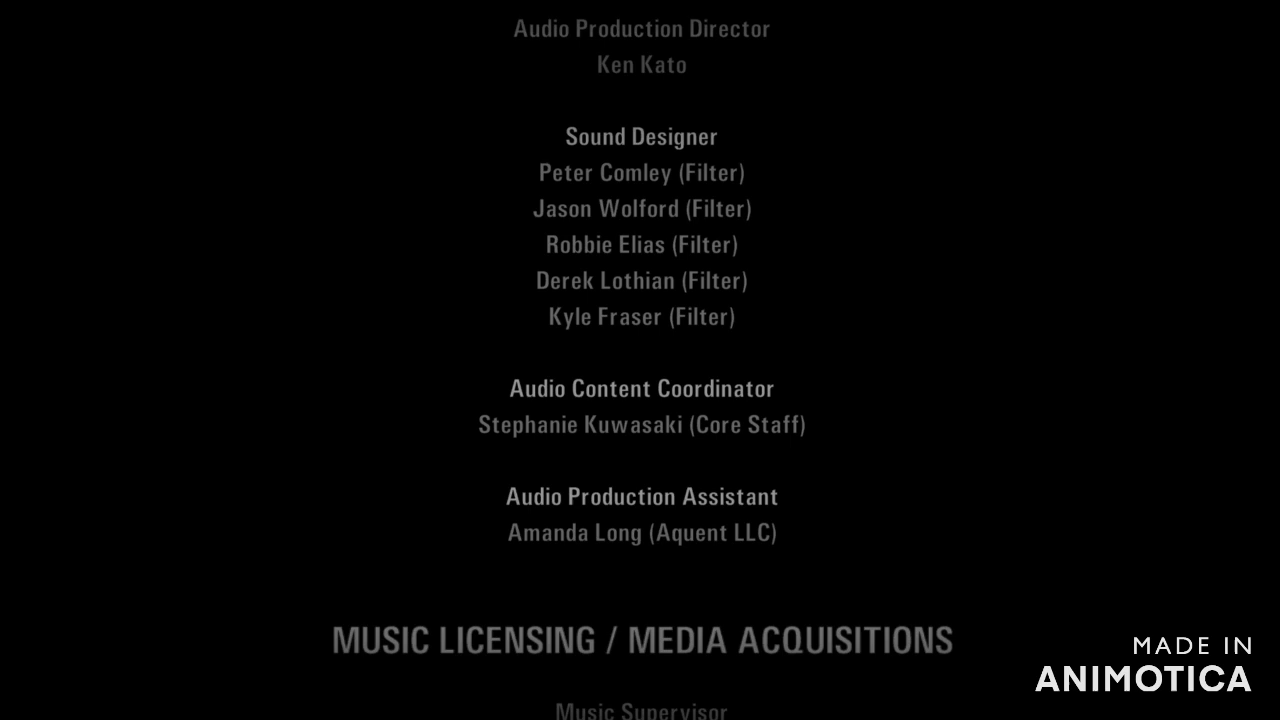 Audio Production Director
Ken Kato
Sound Designer
Peter Comley (Filter)
Jason Wolford (Filter)
Robbie Elias (Filter)
Derek Lothian (Filter)
Kyle Fraser (Filter)
Audio Content Coordinator
Stephanie Kuwasaki (Core Staff)
Audio Production Assistant
Amanda Long (Aquent LLC)
MUSIC LICENSING / MEDIA ACQUISITIONS
Music Supervisor
MADE IN
ANIMOTICA